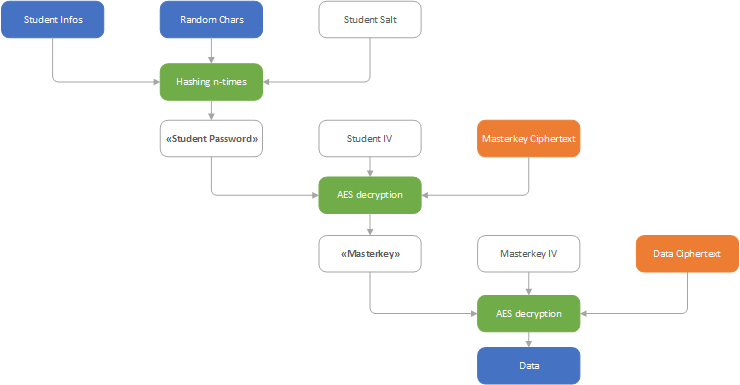 Student Infos
Random Chars
Student Salt
Hashing n-times
«Student Password»
Student IV
Masterkey Ciphertext
AES decryption
«Masterkey»
Masterkey IV
Data Ciphertext
AES decryption
Data